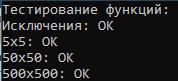 Тестирование функций:
Исключения: OK
5x5: OK
50x50: OK
500x500: OK